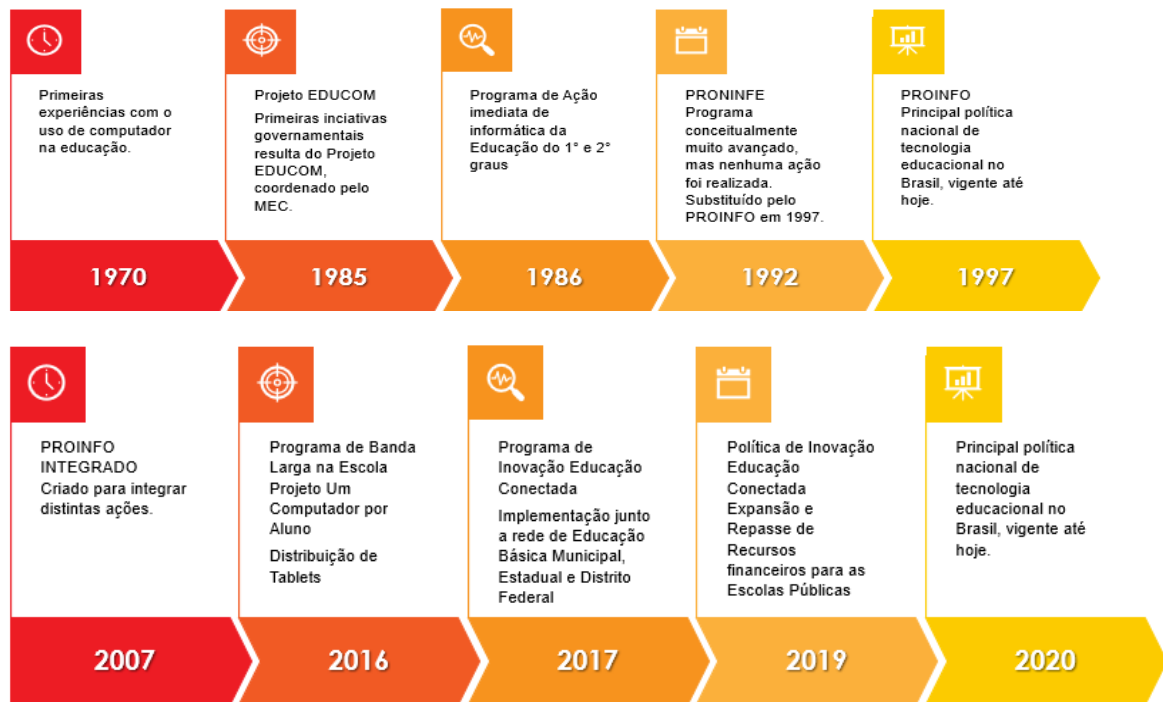 Primeiras
experiências com o
uso de computador
na educação.
1970
Projeto EDUCOM
Primeiras inciativas
governamentais
resulta do Projeto
EDUCOM,
coordenado pelo
MEC.
1985
Programa de Ação
imediata de
informática da
Educação do 1° e 2°
graus
1986
PRONINFE
Programa
conceitualmente
muito avançado,
mas nenhuma ação
foi realizada.
Substituído pelo
PROINFO em 1997.
1992
PROINFO
Principal política
nacional de
tecnologia
educacional no
Brasil, vigente até
hoje.
1997
PROINFO
INTEGRADO
Criado para integrar
distintas ações.
2007
Programa de Banda
Larga na Escola
Projeto Um
Computador por
Aluno
Distribuição de
Tablets
2016
Programa de
Inovação Educação
Conectada
Implementação junto
a rede de Educação
Básica Municipal,
Estadual e Distrito
Federal
2017
Política de Inovação
Educação
Conectada
Expansão e
Repasse de
Recursos
financeiros para as
Escolas Públicas
2019
Principal política
nacional de
tecnologia
educacional no
Brasil, vigente até
hoje.
2020